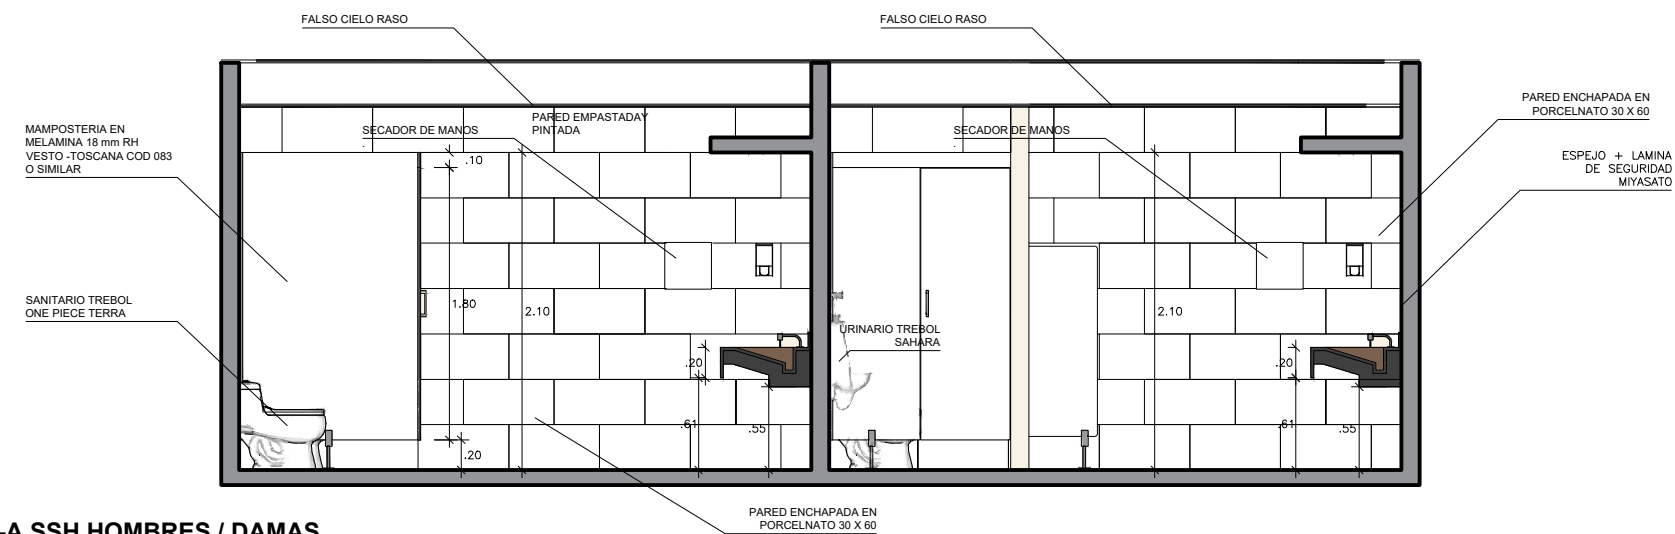 FALSO CIELO RASO
FALSO CIELO RASO
PARED ENCHAPADA EN
PORCELNATO 30 X 60
PARED EMPASTADAY
PINTADA
SECADOR DE MANOS
SECADOR DE MANOS
MAMPOSTERIA EN
MELAMINA 18 mm RH
VESTO -TOSCANA COD 083
O SIMILAR
ESPEJO + LAMINA
DE SEGURIDAD
MIYASATO
.10
SANITARIO TREBOL
ONE PIECE TERRA
1.80
2.10
2.10
URINARIO TREBOL
SAHARA
.20
.20
.61
.55
.61
.55
.20
PARED ENCHAPADA EN
PORCELNATO 30 X 60
-A SSH HOMBRES / DAMAS